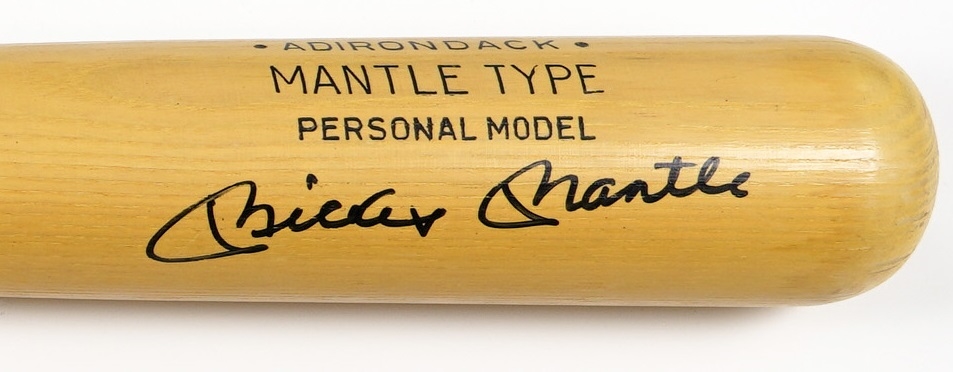 • ADIRONDACK •
MANTLE TYPE
PERSONAL MODEL
Mickey Mantle